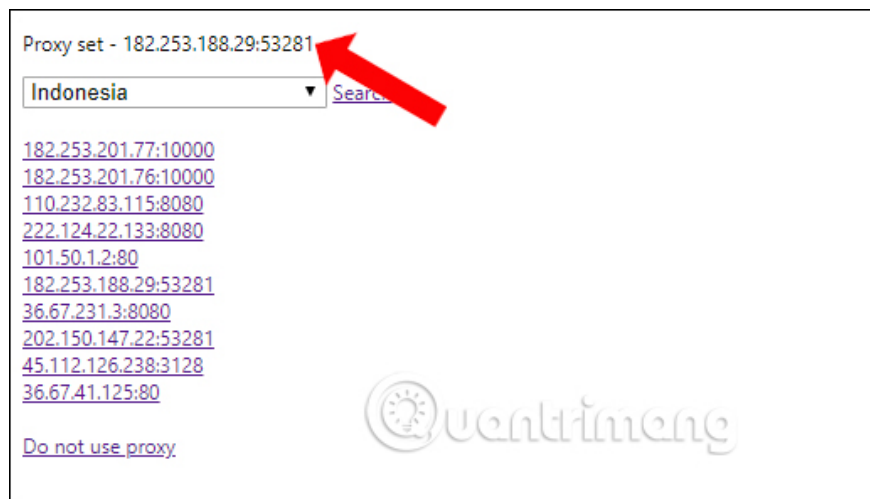 Proxy set - 182.253.188.29:53281
Indonesia
182.253.201.77:10000
182.253.201.76:10000
110.232.83.115:8080
222.124.22.133:8080
101.50.1.2:80
182.253.188.29:53281
36.67.231.3:8080
202.150.147.22:53281
45.112.126.238:3128
36.67.41.125:80
Do not use proxy
Quantrimang